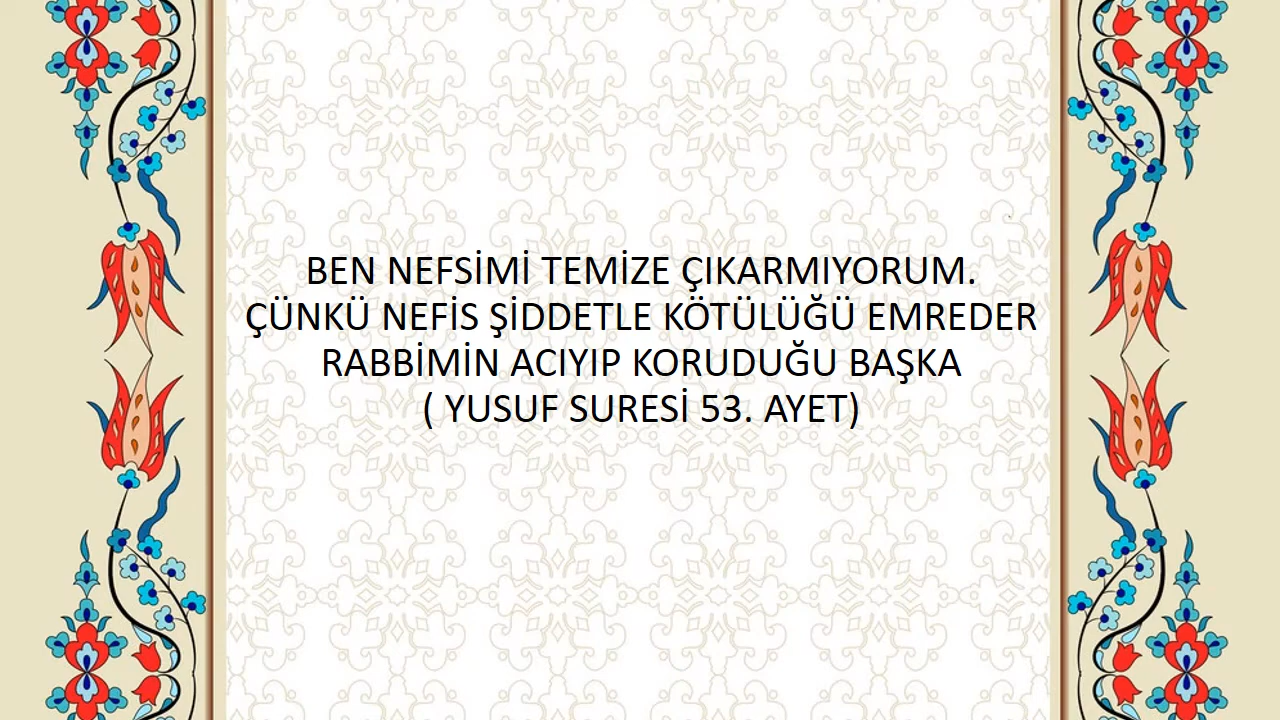 BEN NEFSİMİ TEMİZE ÇIKARMIYORUM.
ÇÜNKÜ NEFİS ŞİDDETLE KÖTÜLÜĞÜ EMREDER
RABBİMİN ACIYIP KORUDUĞU BAŞKA
( YUSUF SURESİ 53. AYET)